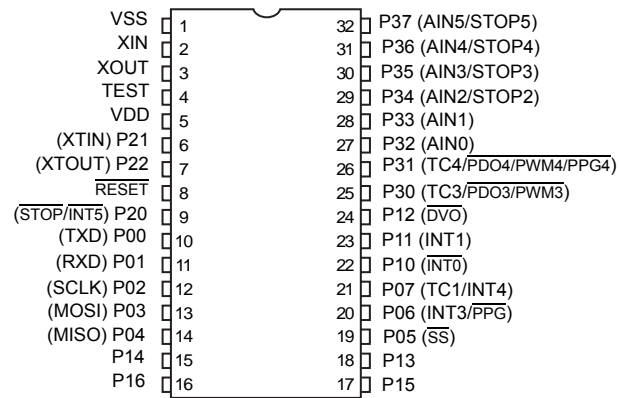 VSS 1 32 P37 (AIN5/STOP5)
XIN 2 31 P36 (AIN4/STOP4)
XOUT 3 30 P35 (AIN3/STOP3)
TEST 4 29 P34 (AIN2/STOP2)
VDD 5 28 P33 (AIN1)
(XTIN) P21 6 27 P32 (AIN0)
(XTOUT) P22 7 26 P31 (TC4/PDO4/PWM4/PPG4)
RESET 8 25 P30 (TC3/PDO3/PWM3)
(STOP/INT5) P20 9 24 P12 (DVO)
(TXD) P00 10 23 P11 (INT1)
(RXD) P01 11 22 P10 (INT0)
(SCLK) P02 12 21 P07 (TC1/INT4)
(MOSI) P03 13 20 P06 (INT3/PPG)
(MISO) P04 14 19 P05 (SS)
P14 15 18 P13
P16 16 17 P15